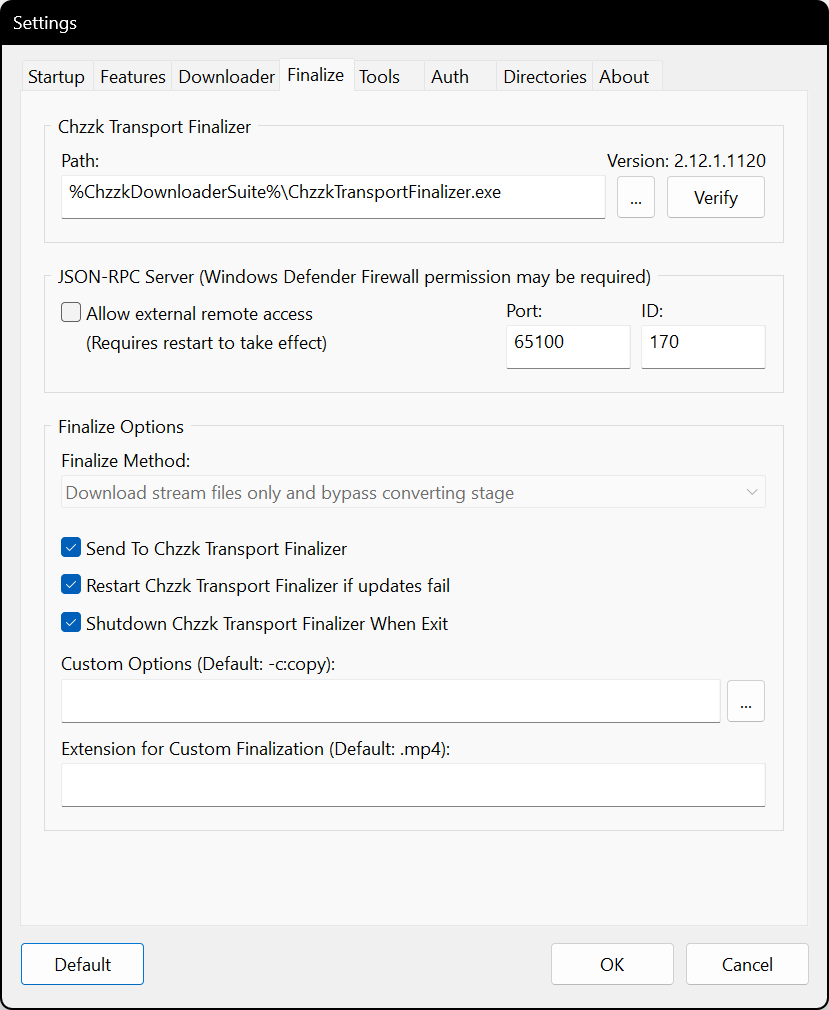 Settings
Startup Features Downloader Finalize Tools Auth Directories About
Chzzk Transport Finalizer
Path: Version: 2.12.1.1120
%ChzzkDownloaderSuite%\ChzzkTransportFinalizer.exe ... Verify
JSON-RPC Server (Windows Defender Firewall permission may be required)
Allow external remote access Port: ID:
(Requires restart to take effect) 65100 170
Finalize Options
Finalize Method:
Download stream files only and bypass converting stage
Send To Chzzk Transport Finalizer
Restart Chzzk Transport Finalizer if updates fail
Shutdown Chzzk Transport Finalizer When Exit
Custom Options (Default: -c:copy):
...
Extension for Custom Finalization (Default: .mp4):
Default OK Cancel